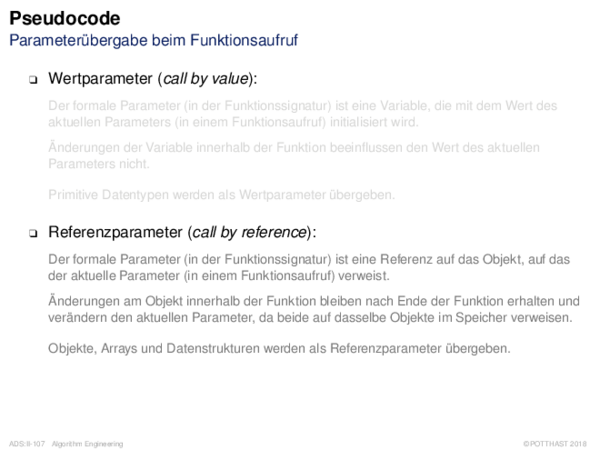 Pseudocode
Parameterübergabe beim Funktionsaufruf
❑ Wertparameter (call by value):
Der formale Parameter (in der Funktionssignatur) ist eine Variable, die mit dem Wert des
aktuellen Parameters (in einem Funktionsaufruf) initialisiert wird.
Änderungen der Variable innerhalb der Funktion beeinflussen den Wert des aktuellen
Parameters nicht.
Primitive Datentypen werden als Wertparameter übergeben.
❑ Referenzparameter (call by reference):
Der formale Parameter (in der Funktionssignatur) ist eine Referenz auf das Objekt, auf das
der aktuelle Parameter (in einem Funktionsaufruf) verweist.
Änderungen am Objekt innerhalb der Funktion bleiben nach Ende der Funktion erhalten und
verändern den aktuellen Parameter, da beide auf dasselbe Objekte im Speicher verweisen.
Objekte, Arrays und Datenstrukturen werden als Referenzparameter übergeben.
ADS:II-107 Algorithm Engineering © POTTHAST 2018